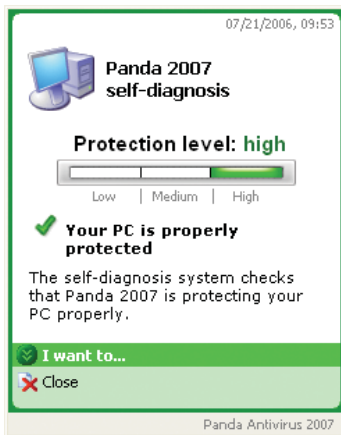 07/21/2006, 09:53
Panda 2007
self-diagnosis
Protection level: high
Low | Medium | High
Your PC is properly
protected
The self-diagnosis system checks
that Panda 2007 is protecting your
PC properly.
I want to...
Close
Panda Antivirus 2007